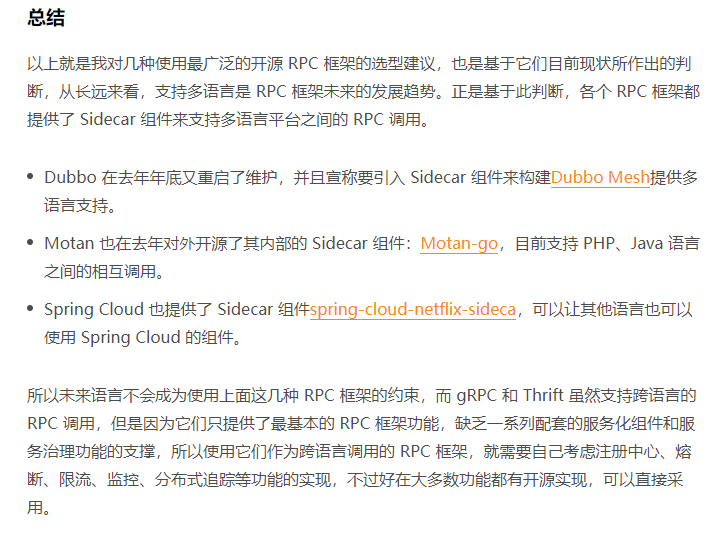 总结
以上就是我对几种使用最广泛的开源 RPC 框架的选型建议，也是基于它们目前现状所作出的判
断，从长远来看，支持多语言是 RPC 框架未来的发展趋势。正是基于此判断，各个 RPC 框架都
提供了 Sidecar 组件来支持多语言平台之间的 RPC 调用。
Dubbo 在去年年底又重启了维护，并且宣称要引入 Sidecar 组件来构建Dubbo Mesh提供多
语言支持。
Motan 也在去年对外开源了其内部的 Sidecar 组件：Motan-go，目前支持 PHP、Java 语言
之间的相互调用。
Spring Cloud 也提供了 Sidecar 组件spring-cloud-netflix-sideca，可以让其他语言也可以
使用 Spring Cloud 的组件。
所以未来语言不会成为使用上面这几种 RPC 框架的约束，而 gRPC 和 Thrift 虽然支持跨语言的
RPC 调用，但是因为它们只提供了最基本的 RPC 框架功能，缺乏一系列配套的服务化组件和服
务治理功能的支撑，所以使用它们作为跨语言调用的 RPC 框架，就需要自己考虑注册中心、熔
断、限流、监控、分布式追踪等功能的实现，不过好在大多数功能都有开源实现，可以直接采
用。